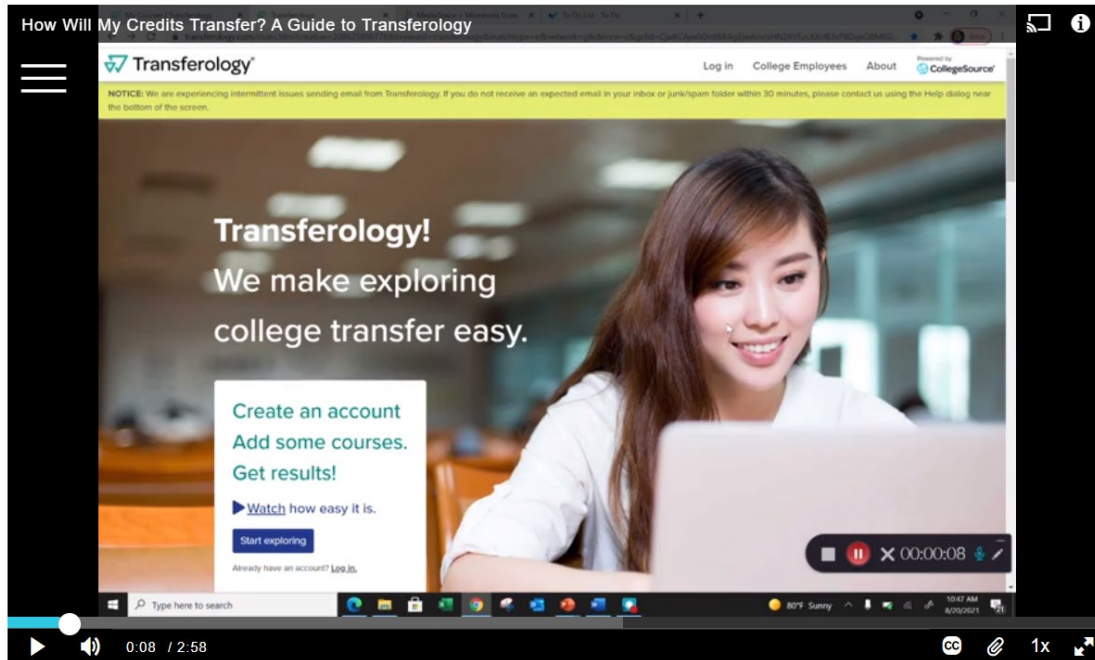 How Will My Credits Transfer? A Guide to Transferology
Transferology
Log in College Employees About
Powered by
CollegeSource
NOTICE: We are experiencing intermittent issues sending email from Transferology. If you do not receive an expected email in your inbox or junk/spam folder within 30 minutes, please contact us using the Help dialog near
the bottom of the screen.
Transferology!
We make exploring
college transfer easy.
Create an account
Add some courses.
Get results!
Watch how easy it is.
Start exploring
Already have an account? Log in.
00:00:08
Type here to search
80°F Sunny
10:47 AM
8/20/2021
0:08 / 2:58
CC
1x